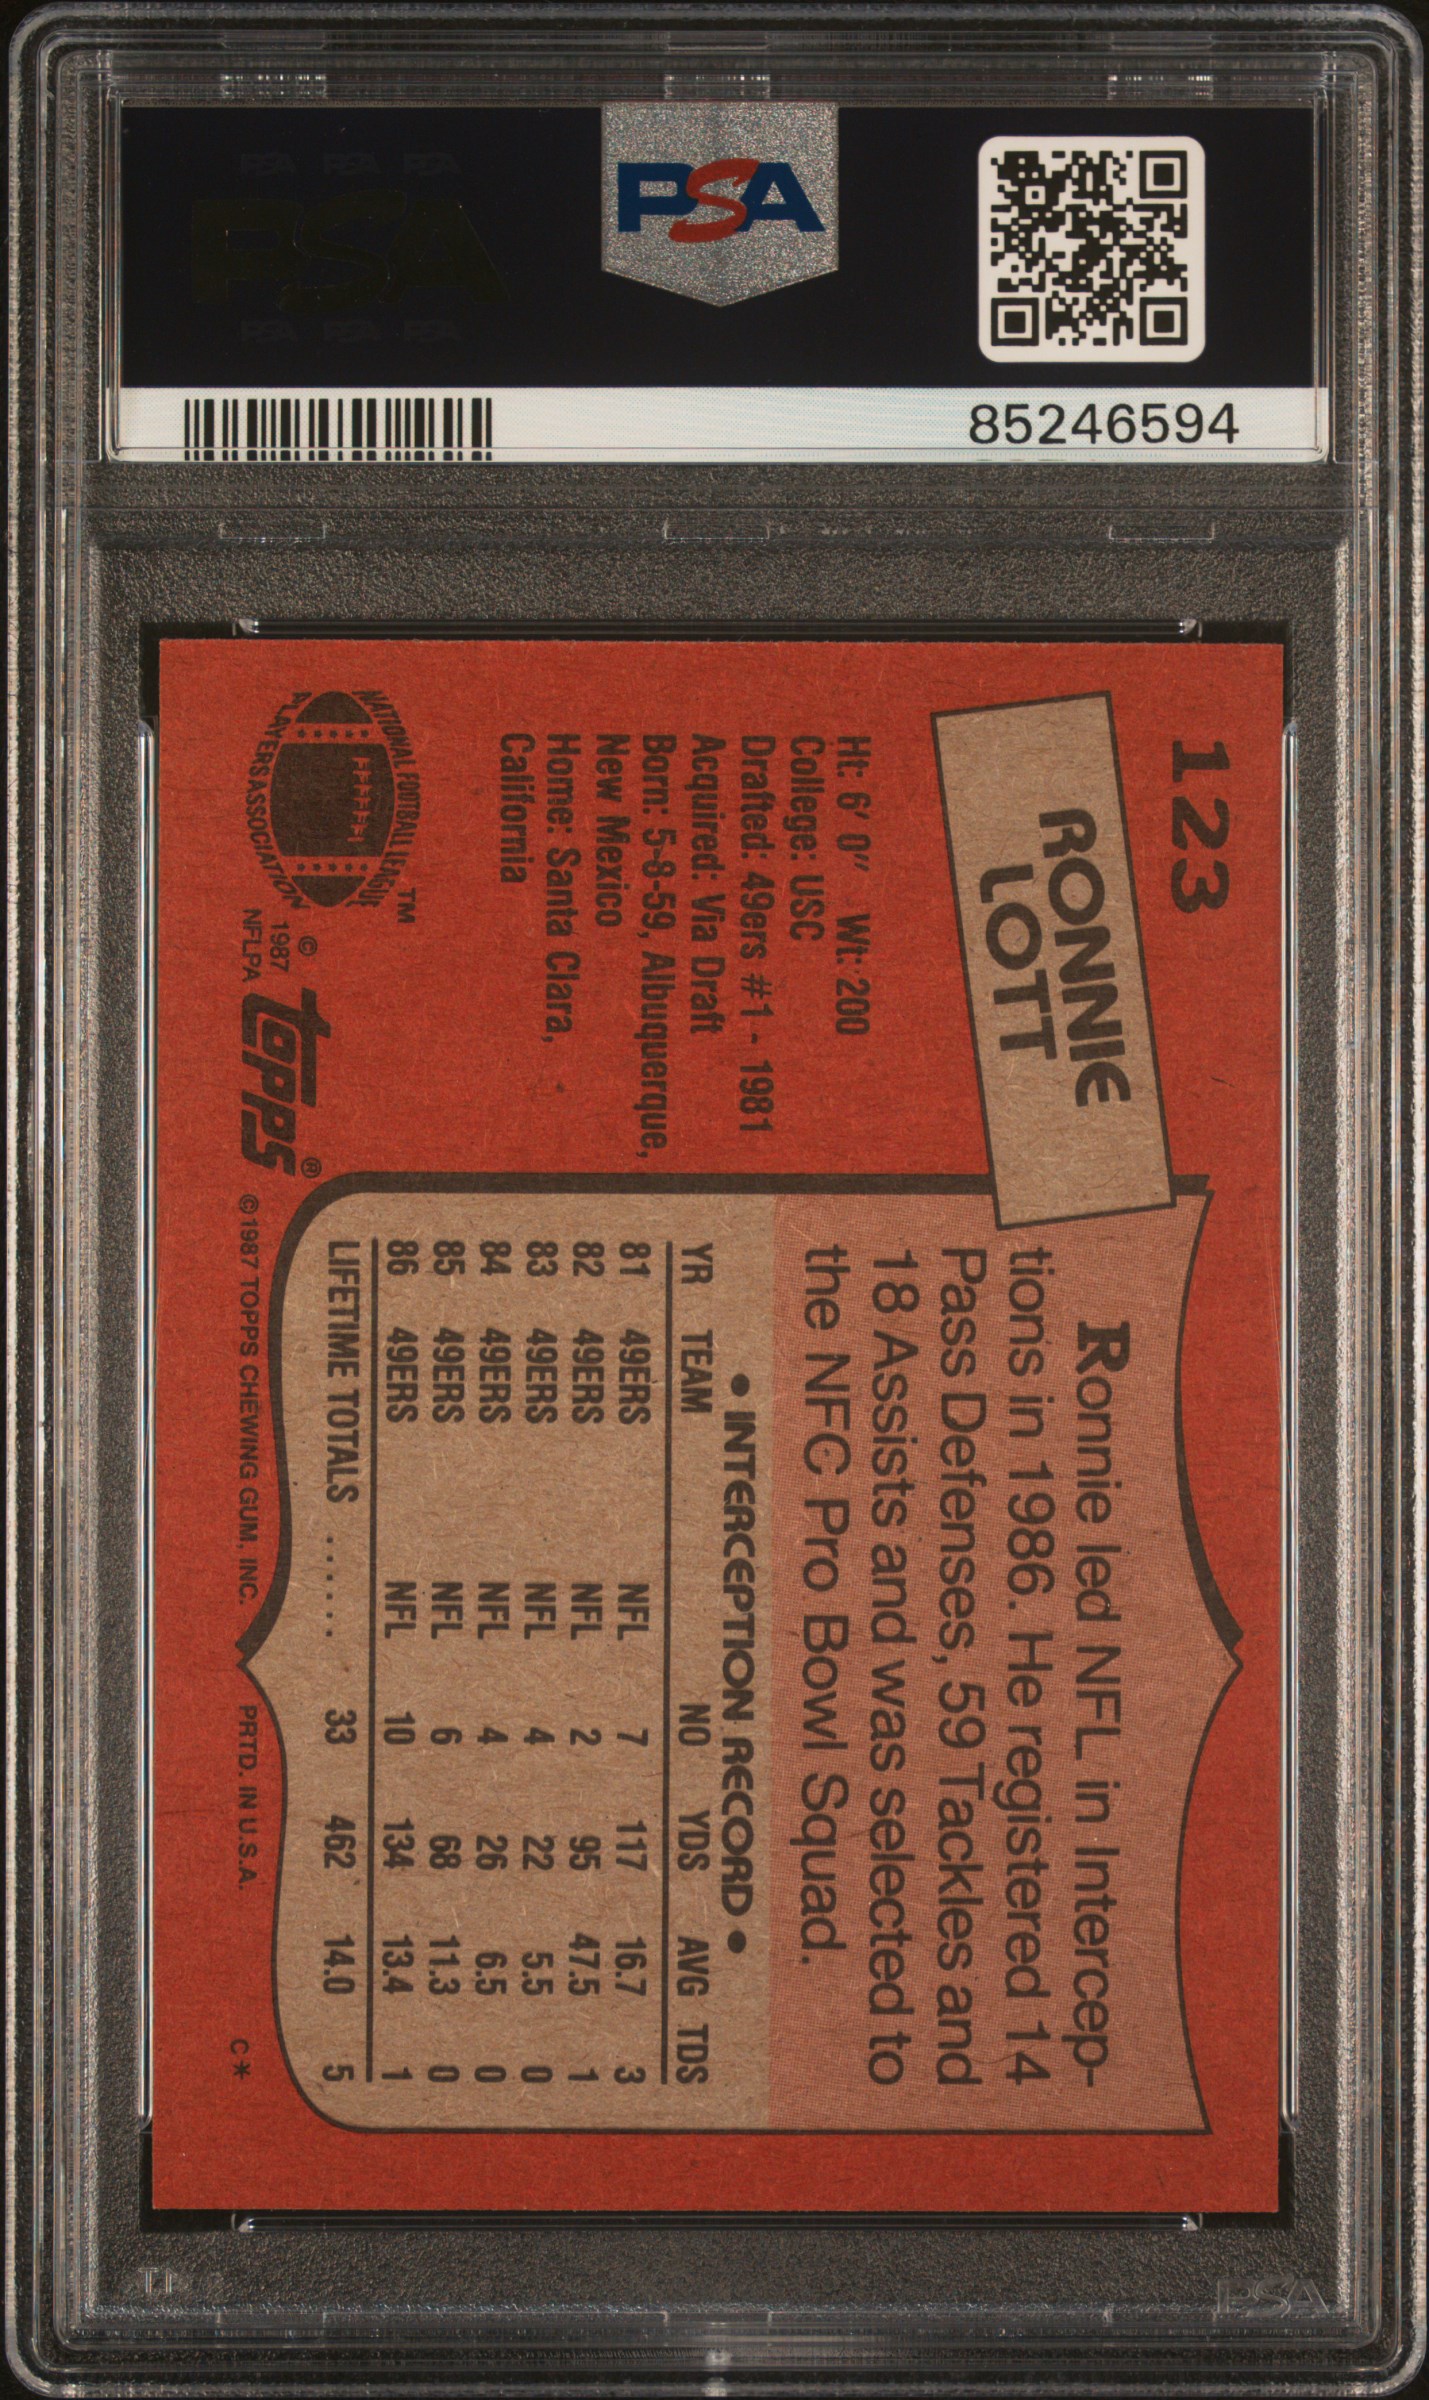 PSA
85246594
123
RONNIE
LOTT
Ht: 6' 0" Wt: 200
College: USC
Drafted: 49ers #1 - 1981
Acquired: Via Draft
Born: 5-8-59, Albuquerque,
New Mexico
Home: Santa Clara,
California
NATIONAL FOOTBALL LEAGUE
PLAYERS ASSOCIATION
TM
© 1987
NFLPA
TOPPS®
Ronnie led NFL in Intercep-
tions in 1986. He registered 14
Pass Defenses, 59 Tackles and
18 Assists and was selected to
the NFC Pro Bowl Squad.
• INTERCEPTION RECORD •
YR TEAM NO YDS AVG TDS
81 49ERS NFL 7 117 16.7 3
82 49ERS NFL 2 95 47.5 1
83 49ERS NFL 4 22 5.5 0
84 49ERS NFL 4 26 6.5 0
85 49ERS NFL 6 68 11.3 0
86 49ERS NFL 10 134 13.4 1
LIFETIME TOTALS ...... 33 462 14.0 5
© 1987 TOPPS CHEWING GUM, INC. PRTD. IN U.S.A.
C*
PSA PSA PSA
PSA
PSA PSA PSA
PSA